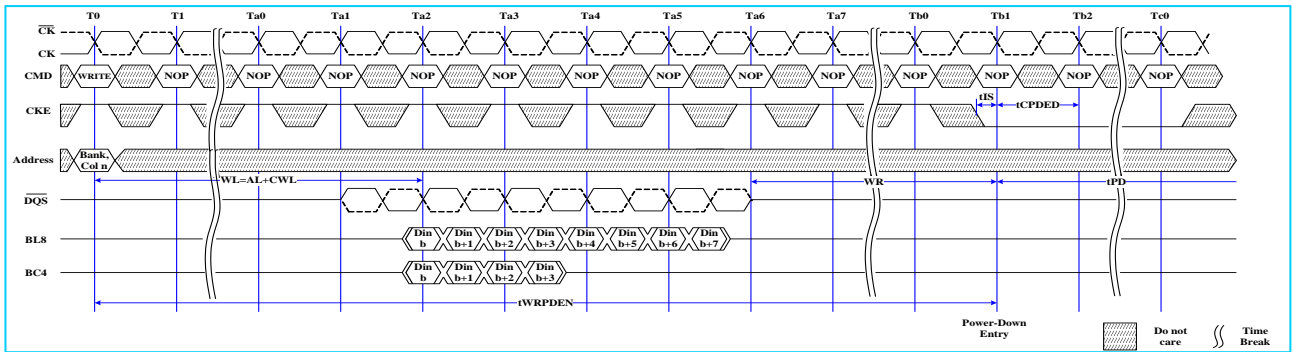 T0 T1 Ta0 Ta1 Ta2 Ta3 Ta4 Ta5 Ta6 Ta7 Tb0 Tb1 Tb2 Tc0
CK
CK
CMD WRITE NOP NOP NOP NOP NOP NOP NOP NOP NOP NOP NOP NOP NOP
tIS
CKE tCPDED
Address Bank, Col n
WL=AL+CWL WR tPD
DQS
BL8 Din b Din b+1 Din b+2 Din b+3 Din b+4 Din b+5 Din b+6 Din b+7
BC4 Din b Din b+1 Din b+2 Din b+3
tWRPDEN
Power-Down Entry
Do not care
Time Break